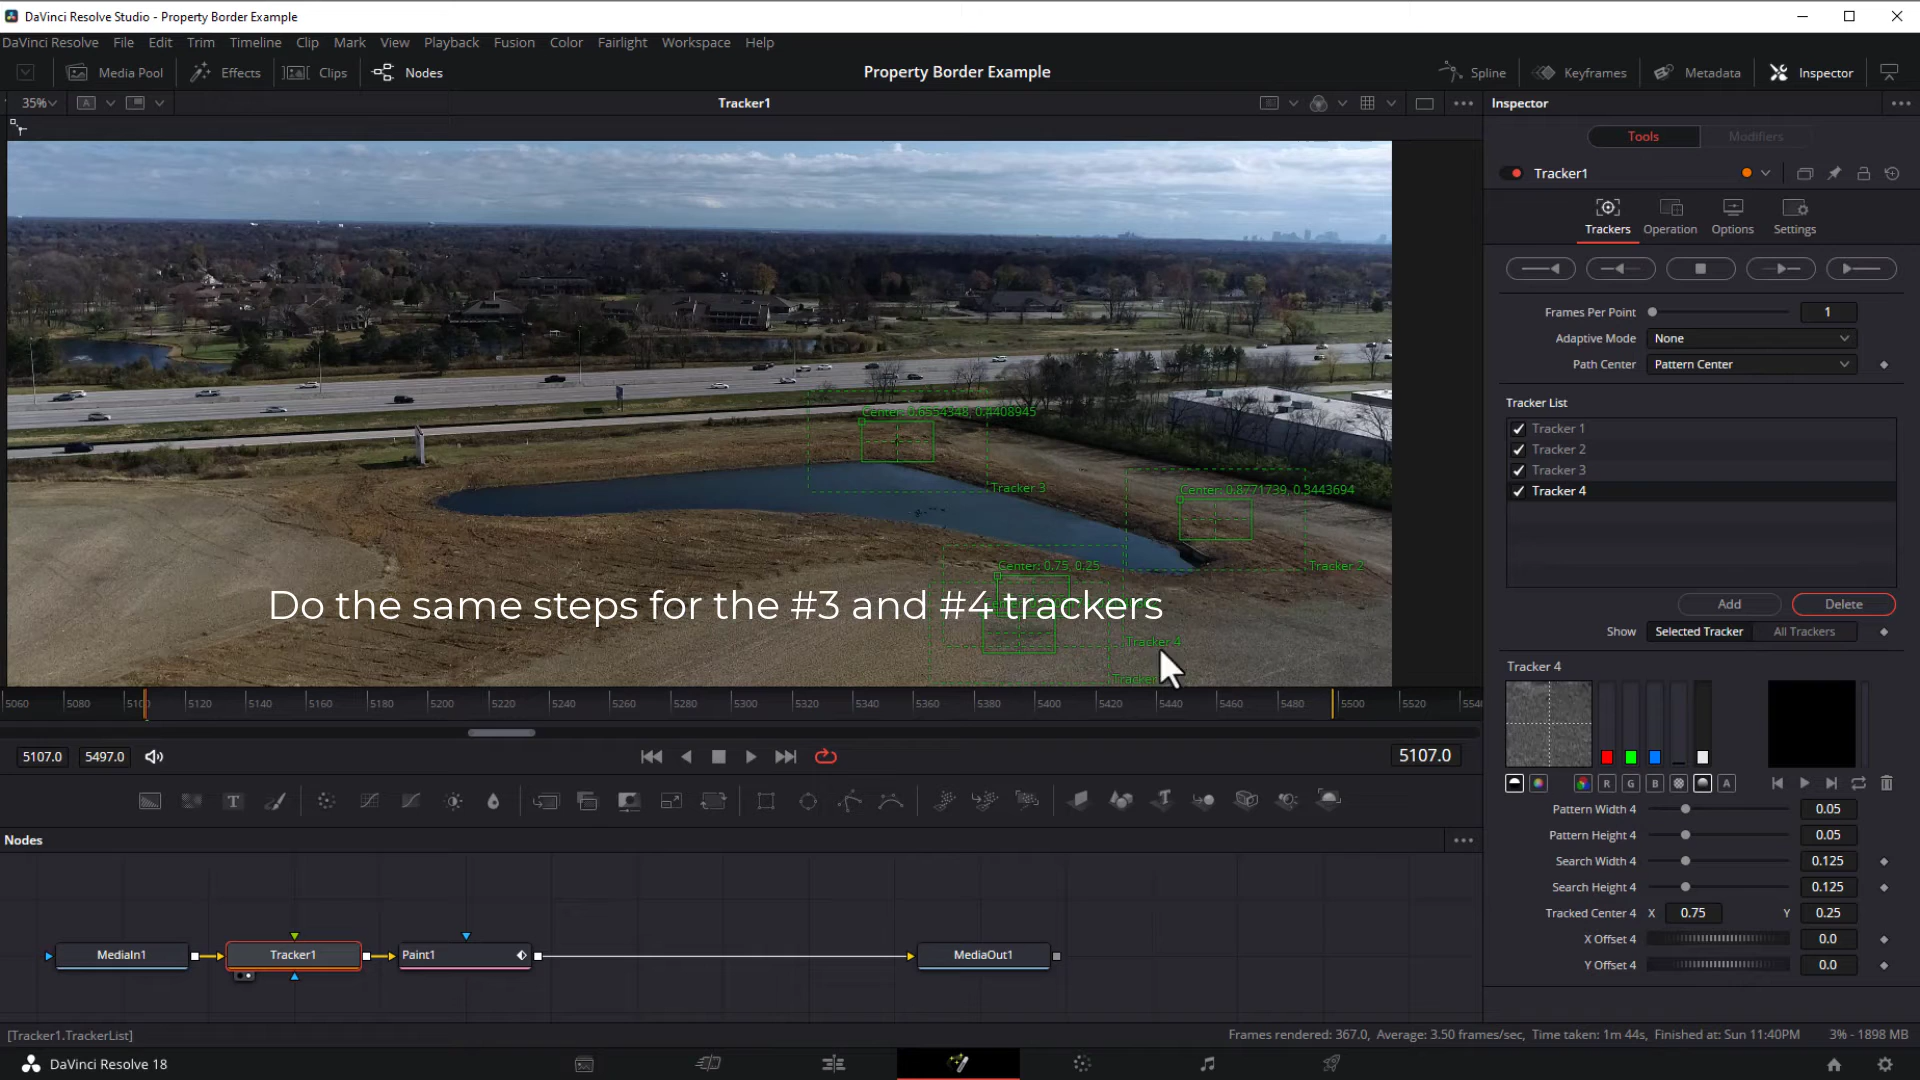 DaVinci Resolve Studio - Property Border Example
DaVinci Resolve File Edit Trim Timeline Clip Mark View Playback Fusion Color Fairlight Workspace Help
Media Pool Effects Clips Nodes Property Border Example Spline Keyframes Metadata Inspector
35% A Tracker1 Inspector
Tools Modifiers
Tracker1
Trackers Operation Options Settings
Frames Per Point 1
Adaptive Mode None
Path Center Pattern Center
Tracker List
Tracker 1
Tracker 2
Tracker 3
Tracker 4
Add Delete
Show Selected Tracker All Trackers
Tracker 4
R G B A
Pattern Width 4 0.05
Pattern Height 4 0.05
Search Width 4 0.125
Search Height 4 0.125
Tracked Center 4 X 0.75 Y 0.25
X Offset 4 0.0
Y Offset 4 0.0
Center: 0.6554348, 0.4408945
Tracker 3
Center: 0.8771739, 0.3443694
Tracker 2
Center: 0.75, 0.25
Do the same steps for the #3 and #4 trackers
Tracker 4
Tracker
5060 5080 5100 5120 5140 5160 5180 5200 5220 5240 5260 5280 5300 5320 5340 5360 5380 5400 5420 5440 5460 5480 5500 5520
5107.0 5497.0 5107.0
T
Nodes
MediaIn1 Tracker1 Paint1 MediaOut1
[Tracker1.TrackerList] Frames rendered: 367.0, Average: 3.50 frames/sec, Time taken: 1m 44s, Finished at: Sun 11:40PM 3% - 1898 MB
DaVinci Resolve 18